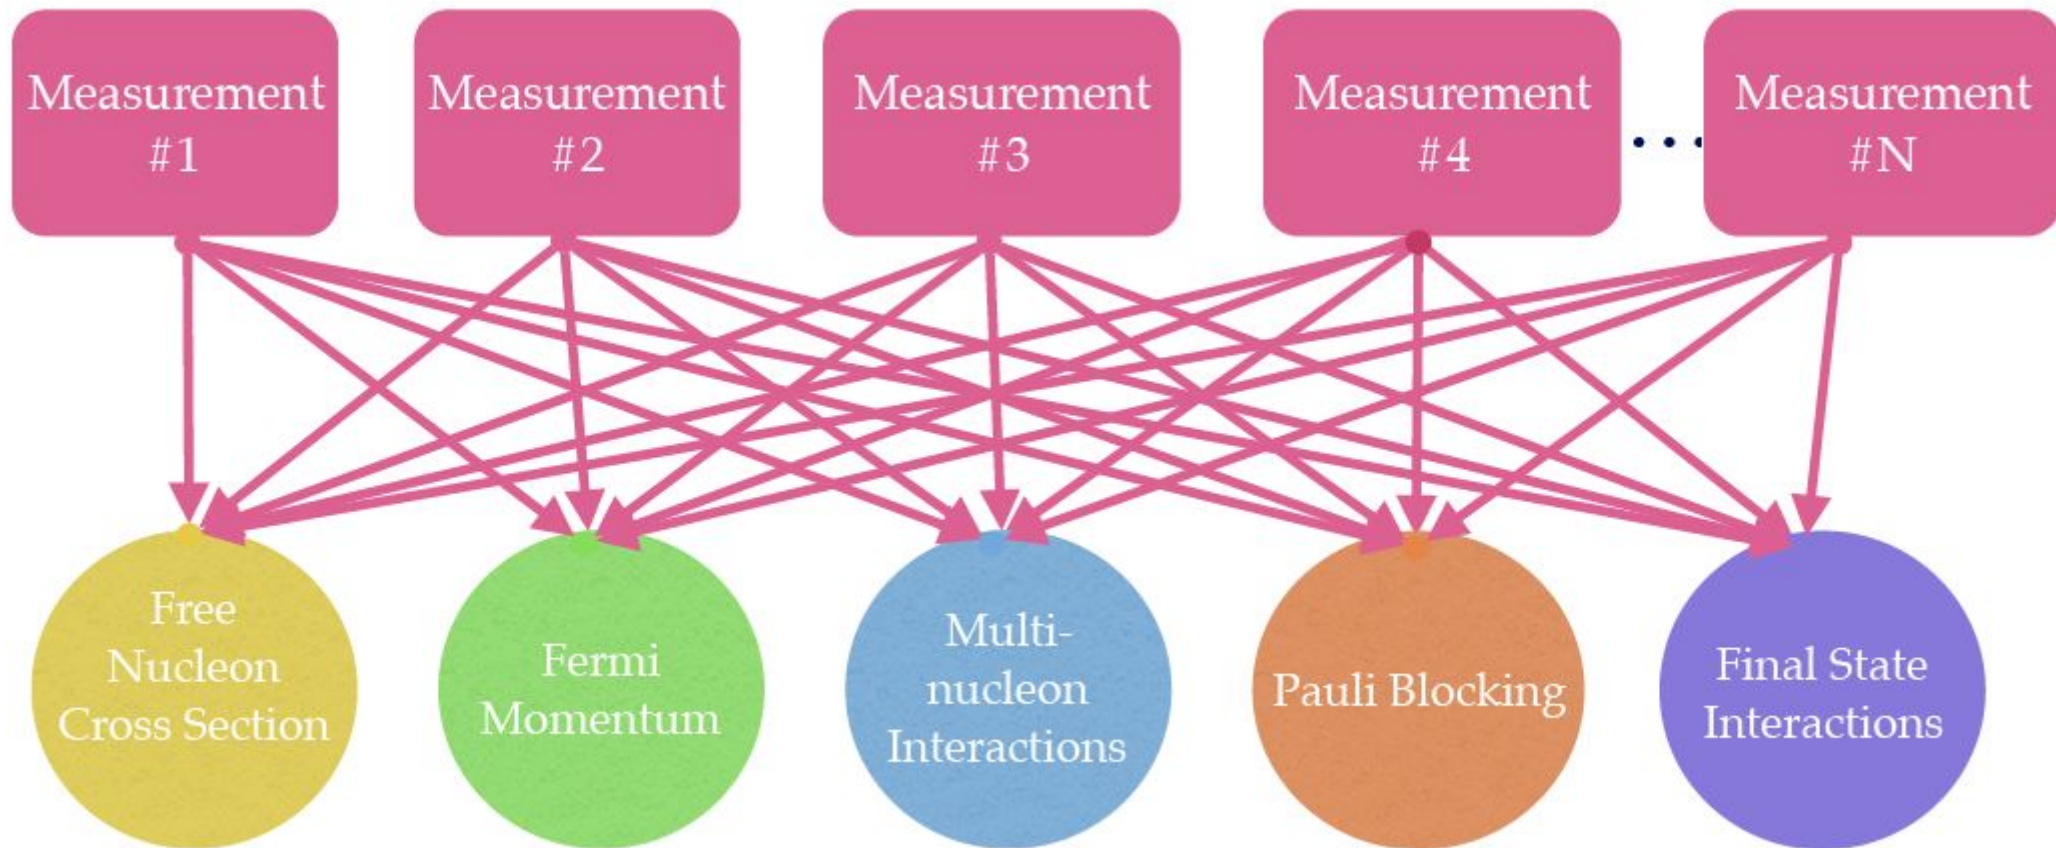 Measurement
#1
Measurement
#2
Measurement
#3
Measurement
#4
...
Measurement
#N
Free
Nucleon
Cross Section
Fermi
Momentum
Multi-
nucleon
Interactions
Pauli Blocking
Final State
Interactions